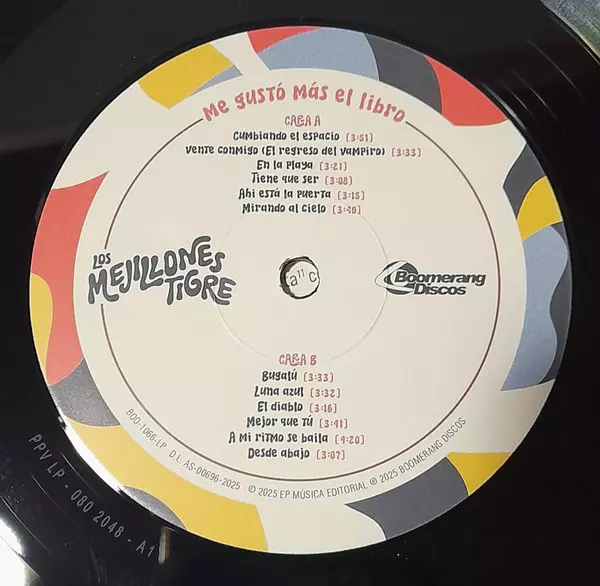 Me gustó más el libro
CARA A
Cumbiando el espacio (3:51)
Vente conmigo (El regreso del vampiro) (3:33)
En la playa (3:21)
Tiene que ser (3:08)
Ahi está la puerta (3:15)
Mirando al cielo (3:40)
LOS
MEJILLONES
TIGRE
a 11 c
Boomerang
Discos
CARA B
Bugalú (3:33)
Luna azul (3:32)
El diablo (3:16)
Mejor que tú (3:41)
A mi ritmo se baila (4:20)
Desde abajo (3:07)
BOO-1066-LP D.L. AS-00696-2025 © 2025 EP MÚSICA EDITORIAL ℗ 2025 BOOMERANG DISCOS
PPV LP - 080 2048 - A1